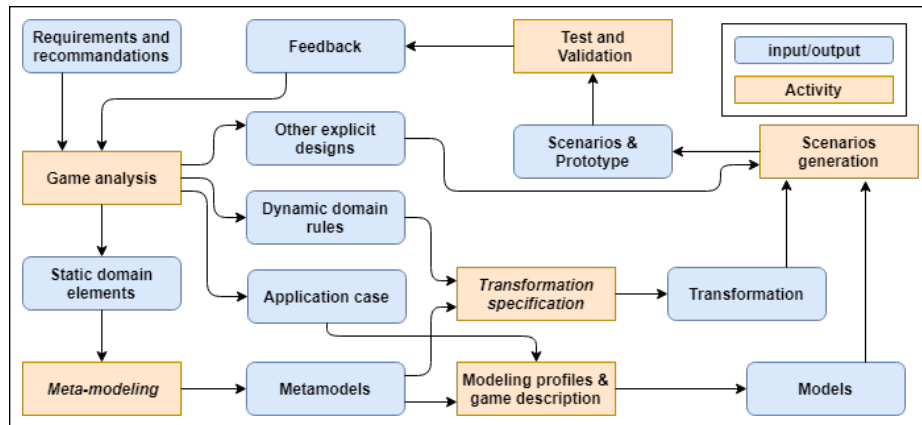 Requirements and
recommandations
Feedback
Test and
Validation
input/output
Activity
Other explicit
designs
Scenarios &
Prototype
Scenarios
generation
Game analysis
Dynamic domain
rules
Static domain
elements
Application case
Transformation
specification
Transformation
Meta-modeling
Metamodels
Modeling profiles &
game description
Models